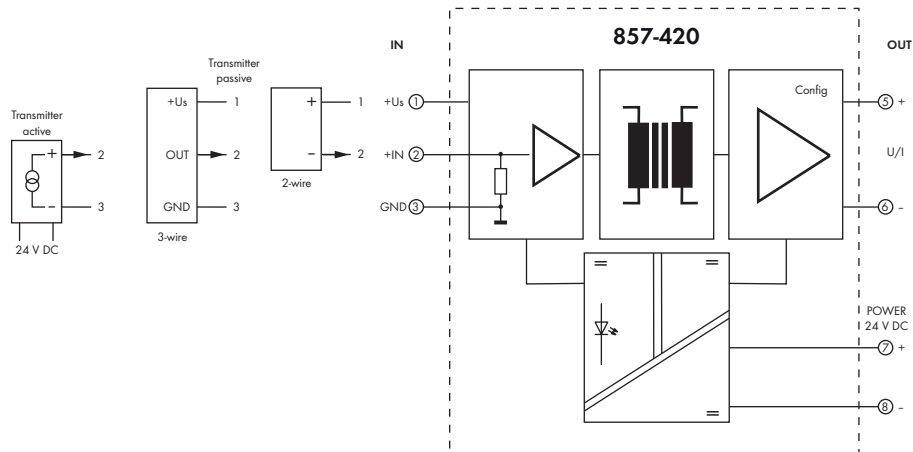 857-420
IN
OUT
Transmitter
passive
Transmitter
active
+
2
–
3
24 V DC
+Us
1
OUT
2
GND
3
3-wire
+
1
–
2
2-wire
+Us 1
+IN 2
GND 3
Config
5 +
U/I
6 –
POWER
24 V DC
7 +
8 –